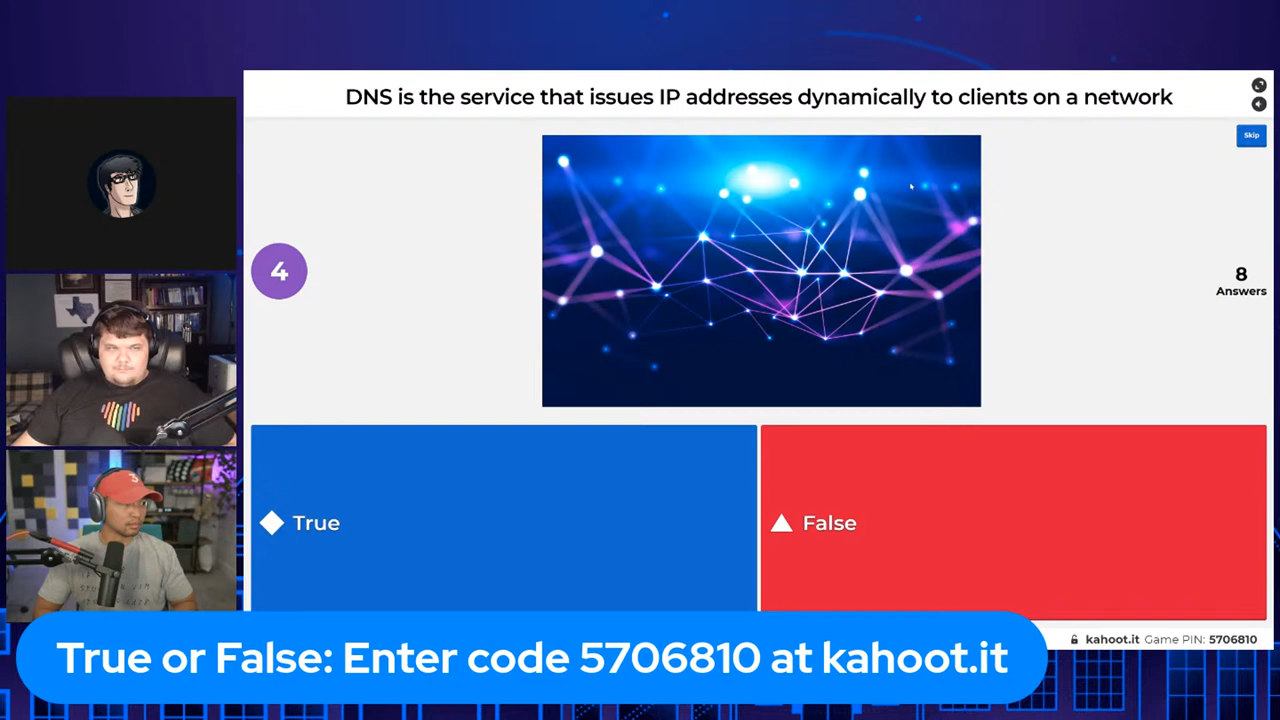 DNS is the service that issues IP addresses dynamically to clients on a network
Skip
4
8
Answers
True
False
kahoot.it Game PIN: 5706810
True or False: Enter code 5706810 at kahoot.it